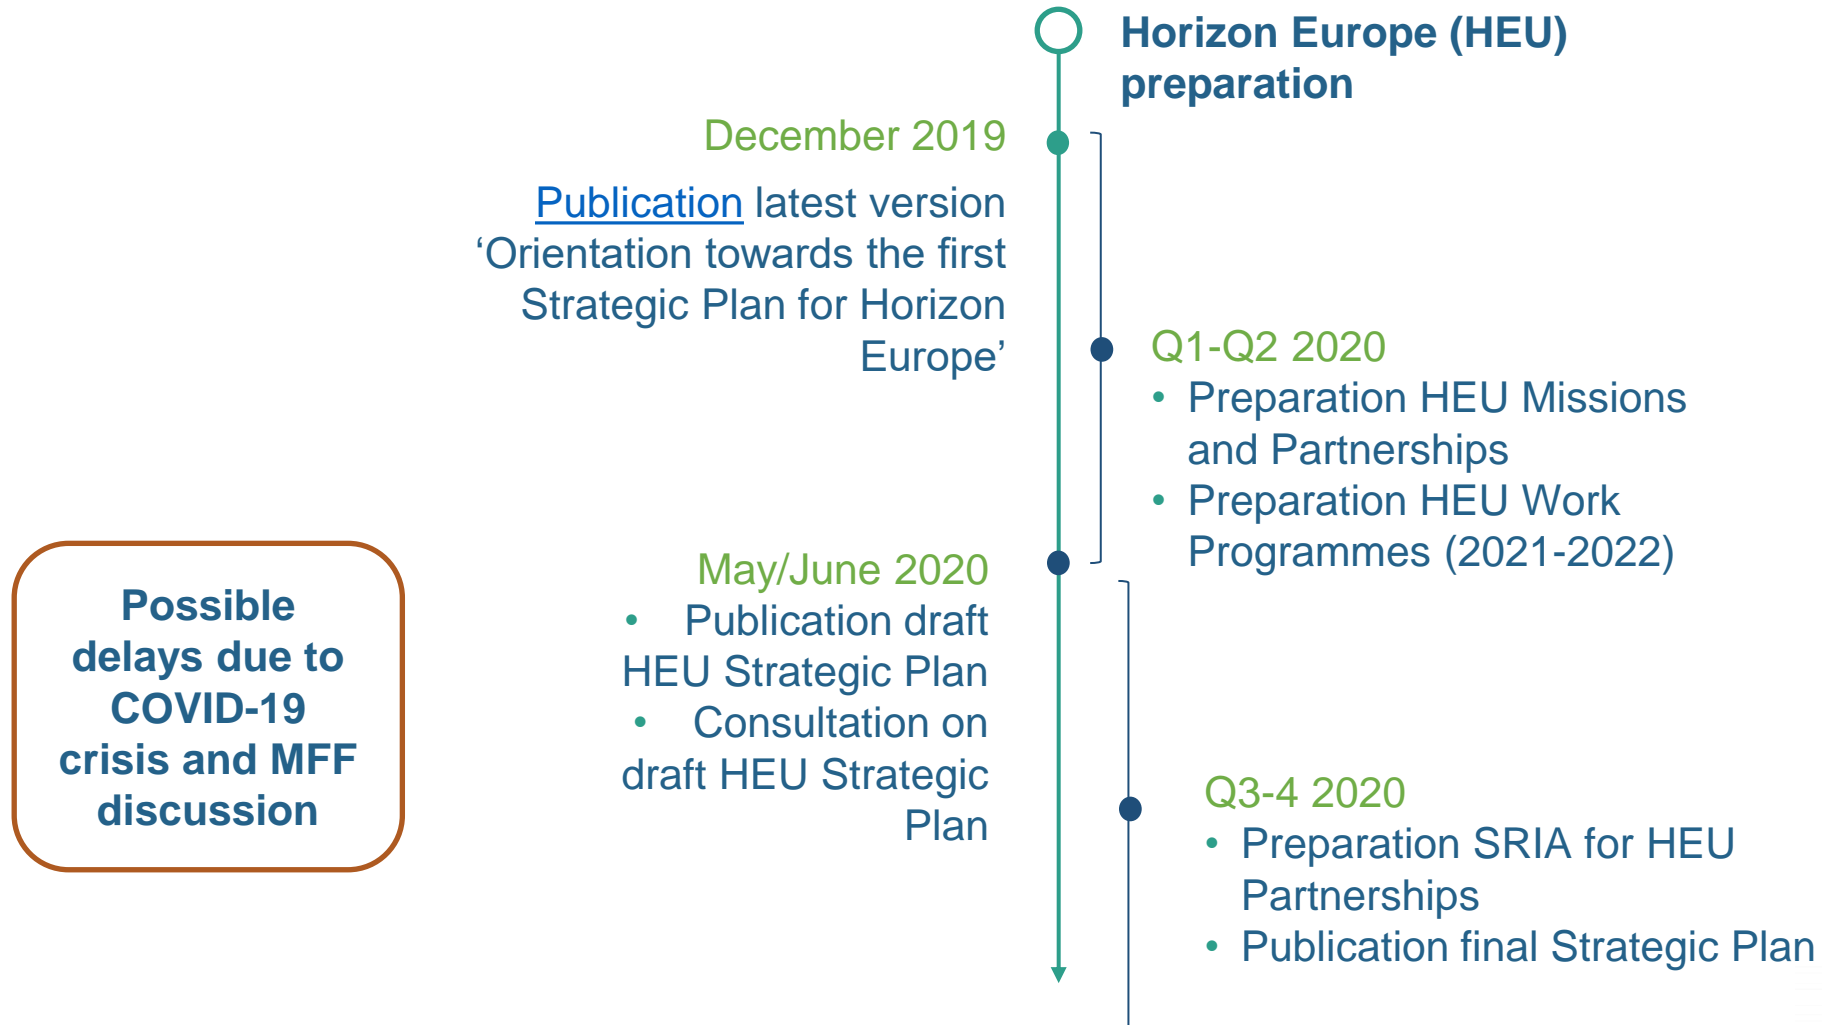 Horizon Europe (HEU)
preparation
December 2019
Publication latest version
‘Orientation towards the first
Strategic Plan for Horizon
Europe’
Q1-Q2 2020
• Preparation HEU Missions
and Partnerships
• Preparation HEU Work
Programmes (2021-2022)
May/June 2020
• Publication draft
HEU Strategic Plan
• Consultation on
draft HEU Strategic
Plan
Possible
delays due to
COVID-19
crisis and MFF
discussion
Q3-4 2020
• Preparation SRIA for HEU
Partnerships
• Publication final Strategic Plan